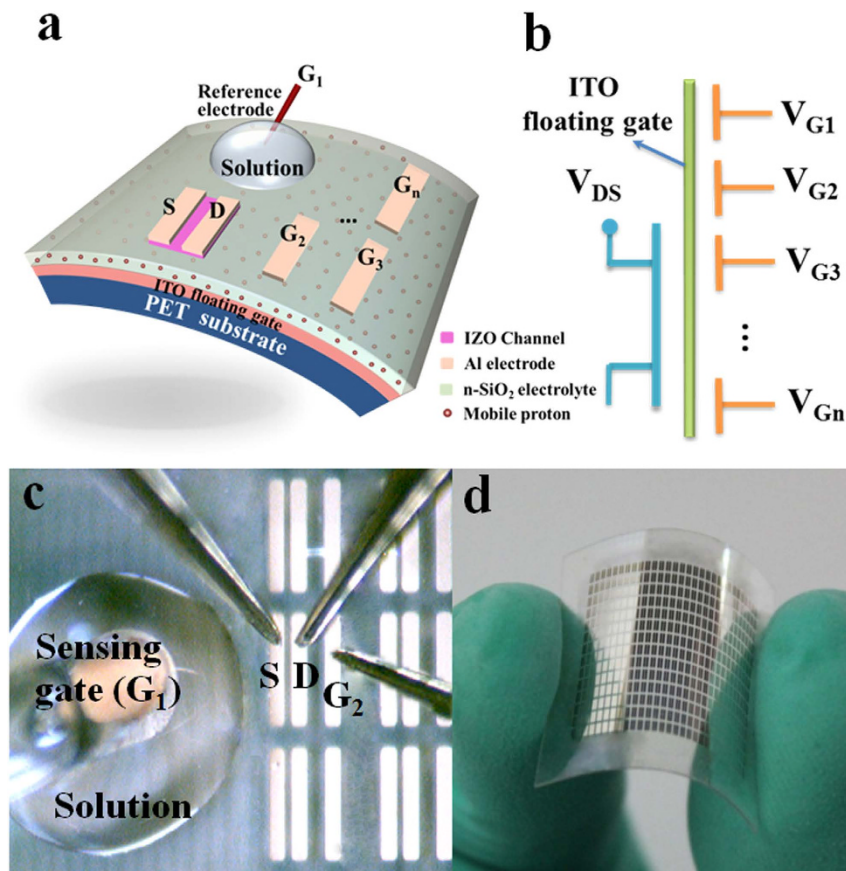 a
G1
Reference
electrode
Solution
S
D
G2
...
G3
Gn
ITO floating gate
PET substrate
IZO Channel
Al electrode
n-SiO2 electrolyte
Mobile proton
b
ITO
floating gate
VDS
VG1
VG2
VG3
...
VGn
c
Sensing
gate (G1)
S D G2
Solution
d